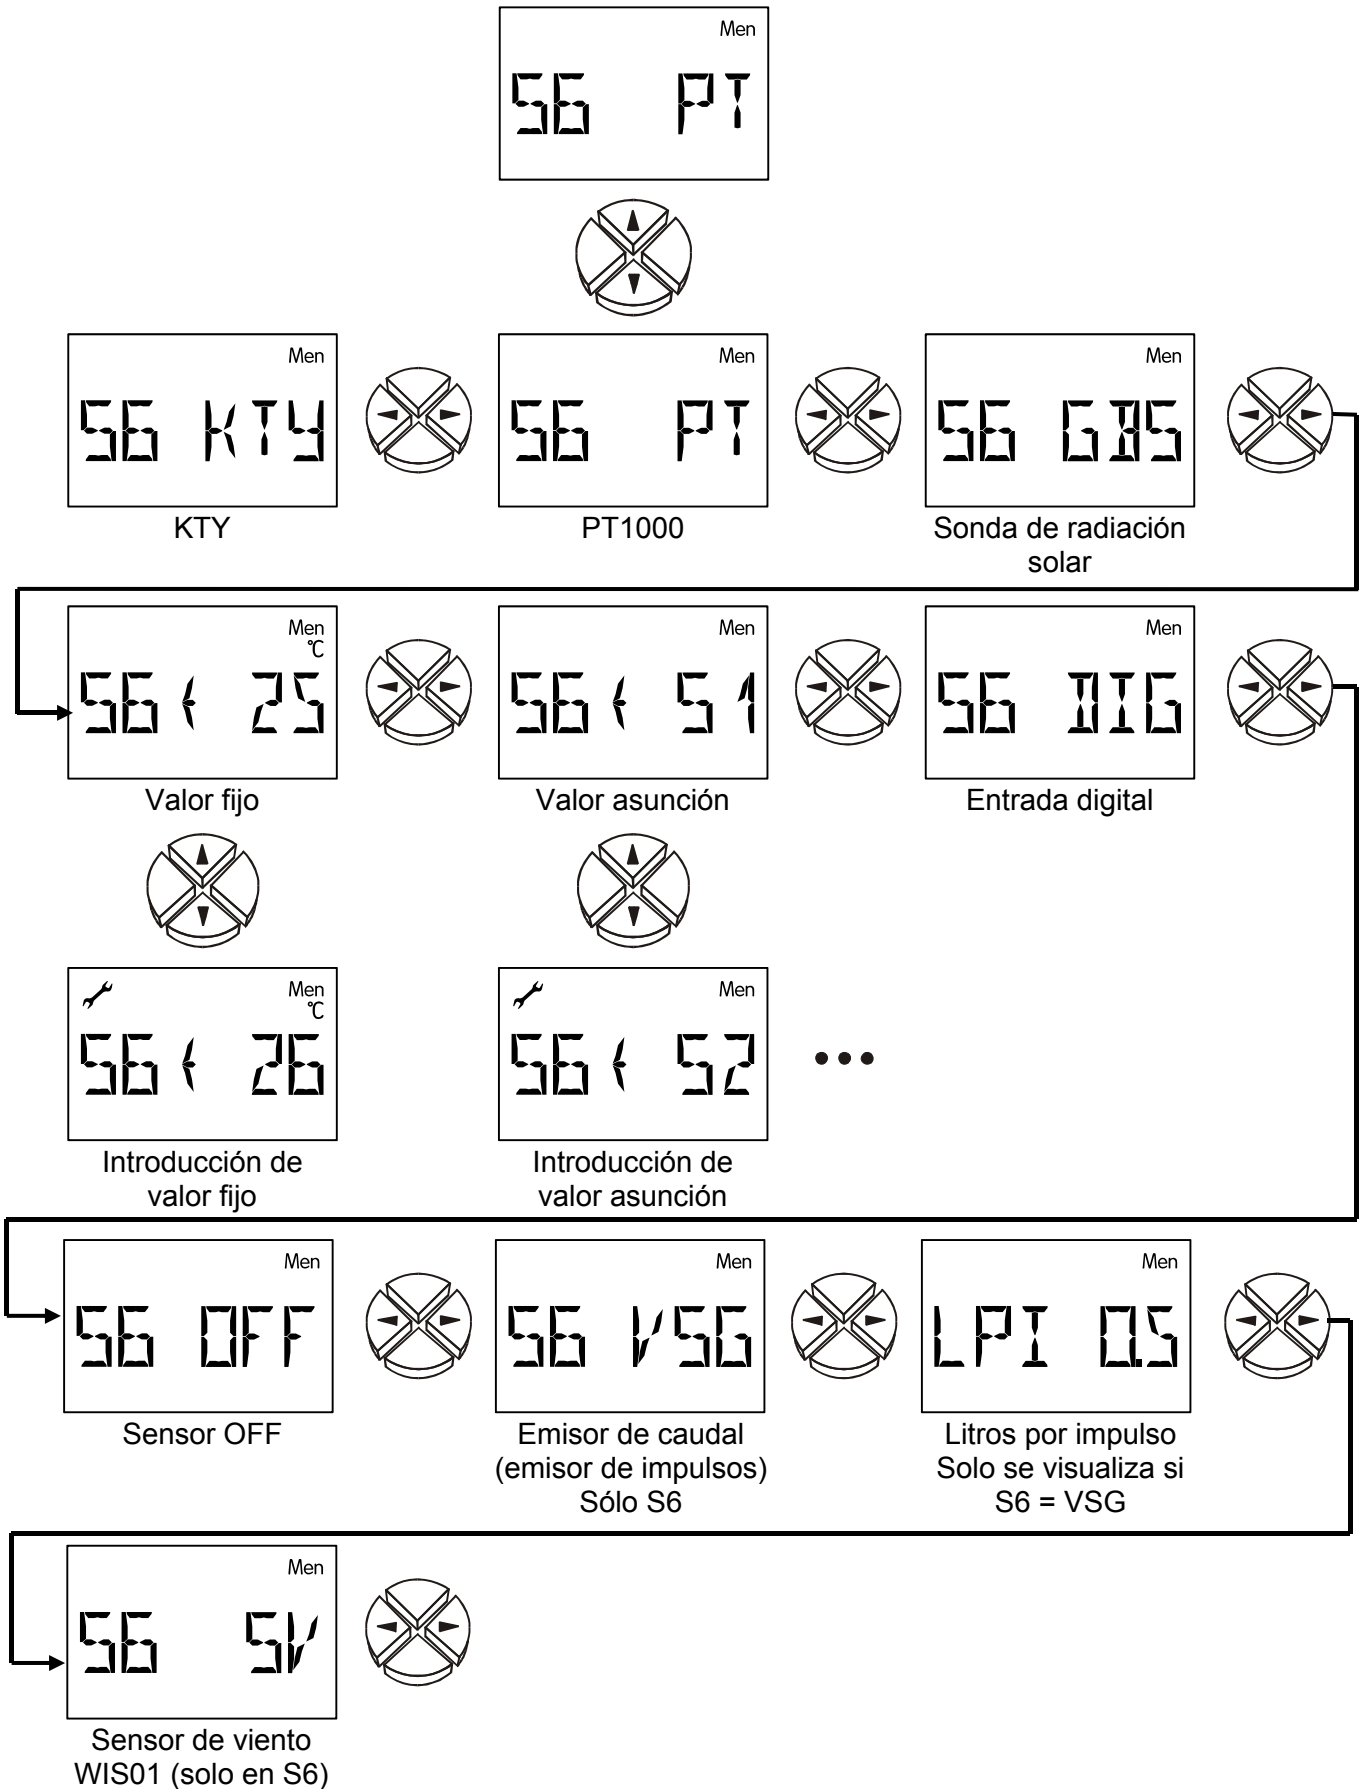 Men
S6 PT
Men
S6 KTY
Men
S6 PT
Men
S6 GBS
KTY
PT1000
Sonda de radiación
solar
Men
°C
S6 < 25
Men
S6 < S1
Men
S6 DIG
Valor fijo
Valor asunción
Entrada digital
Men
°C
S6 < 26
Men
S6 < S2
•••
Introducción de
valor fijo
Introducción de
valor asunción
Men
S6 OFF
Men
S6 VSG
Men
LPI 0.5
Sensor OFF
Emisor de caudal
(emisor de impulsos)
Sólo S6
Litros por impulso
Solo se visualiza si
S6 = VSG
Men
S6 SV
Sensor de viento
WIS01 (solo en S6)